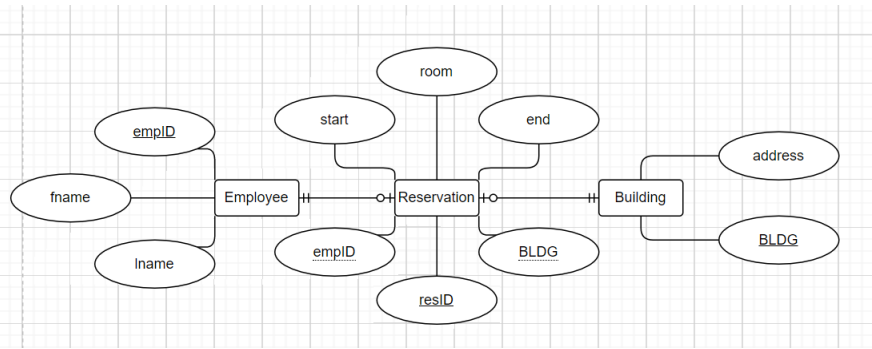 room
start
end
empID
address
fname
Employee
Reservation
Building
lname
empID
BLDG
BLDG
resID